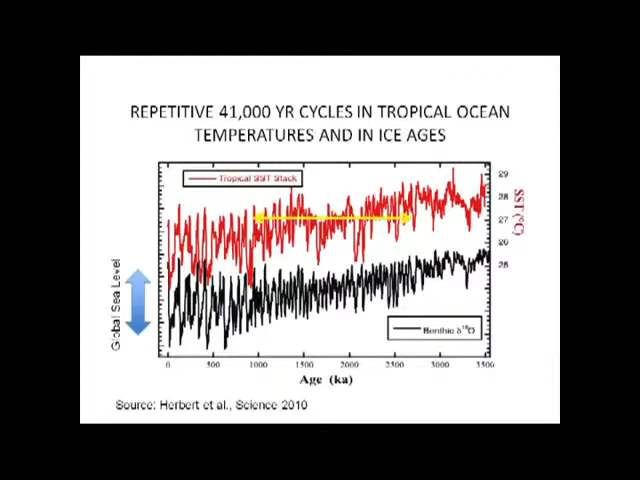 REPETITIVE 41,000 YR CYCLES IN TROPICAL OCEAN
TEMPERATURES AND IN ICE AGES
Tropical SST Stack
29
28
27
26
25
SST (°C)
Global Sea Level
Benthic δ18O
0 500 1000 1500 2000 2500 3000 3500
Age (ka)
Source: Herbert et al., Science 2010